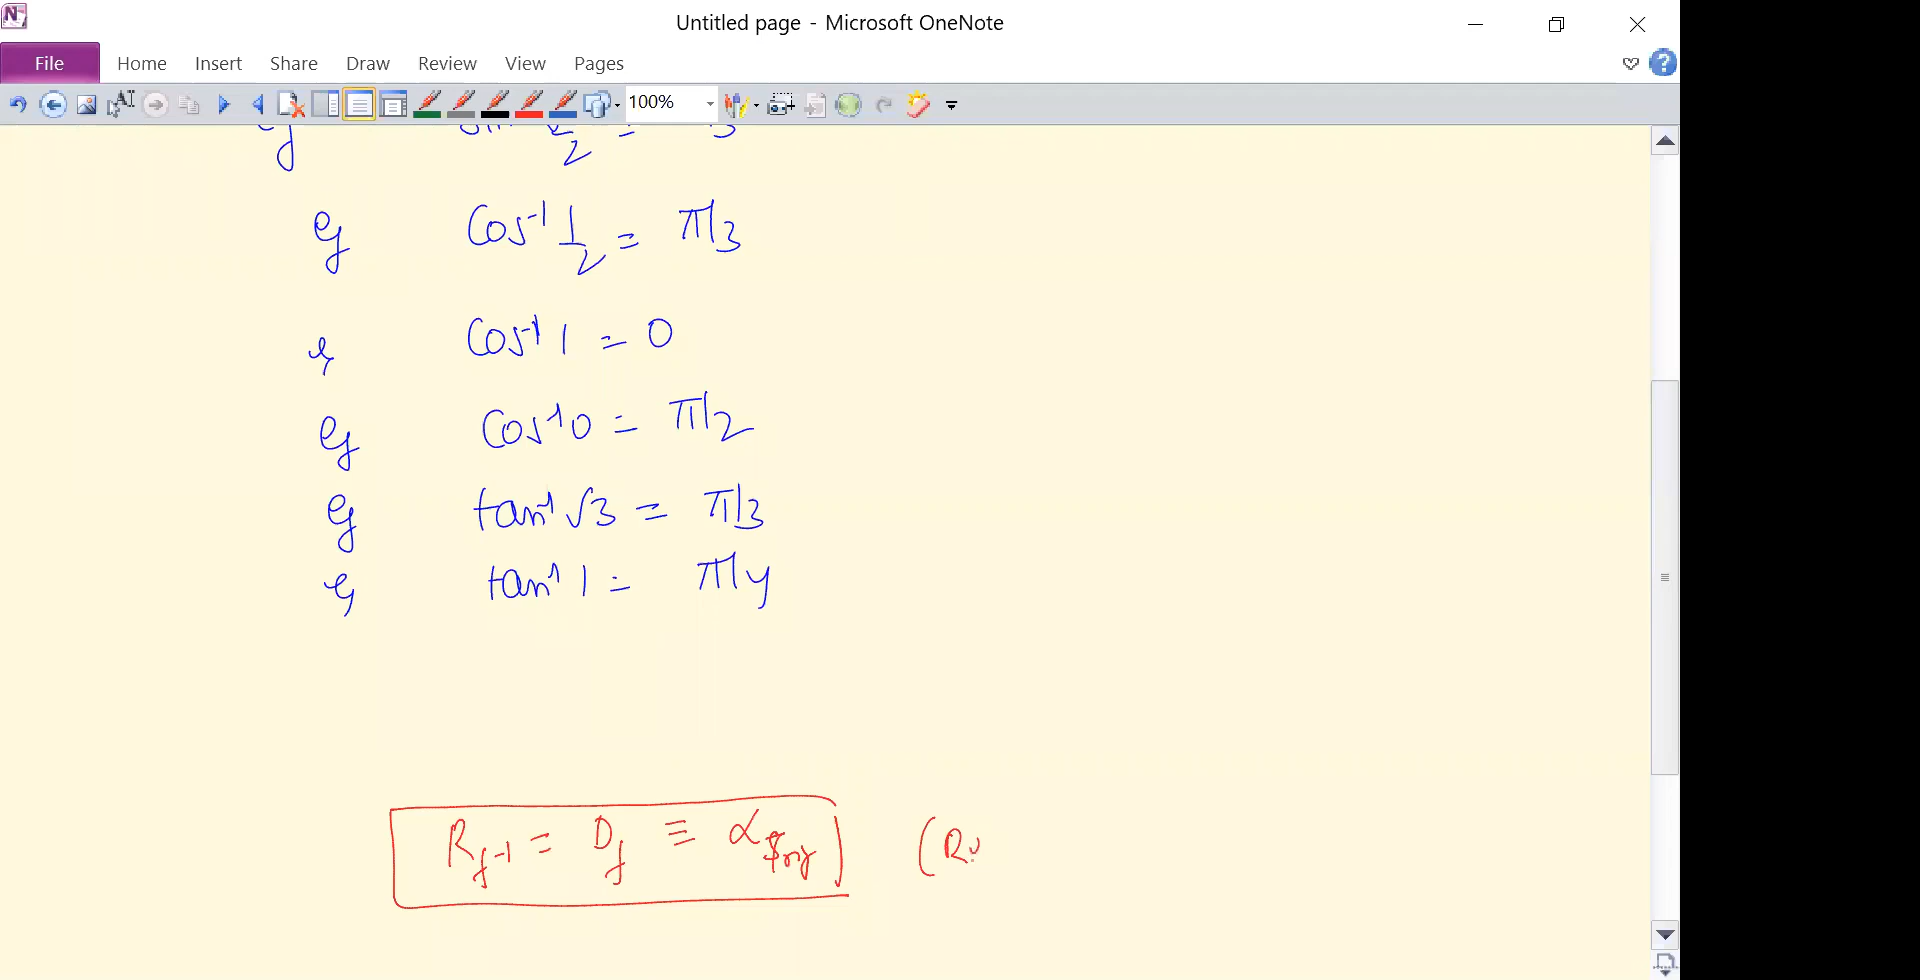 Untitled page - Microsoft OneNote
File Home Insert Share Draw Review View Pages
100%
eg cos⁻¹ 1/2 = π/3
eg cos⁻¹ 1 = 0
eg cos⁻¹ 0 = π/2
eg tan⁻¹ √3 = π/3
eg tan⁻¹ 1 = π/4
R_f⁻¹ = D_f ≡ α
(R